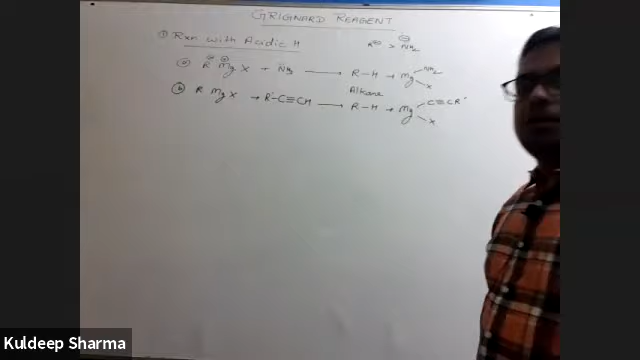 GRIGNARD REAGENT
① Rxn with Acidic H
R⊖ > NH₂⊖
ⓐ R⊖ Mg⊕ X + NH₃ ⟶ R–H + Mg NH₂ X
Alkane
ⓑ R Mg X + R'–C≡CH ⟶ R–H + Mg C≡CR' X
Kuldeep Sharma